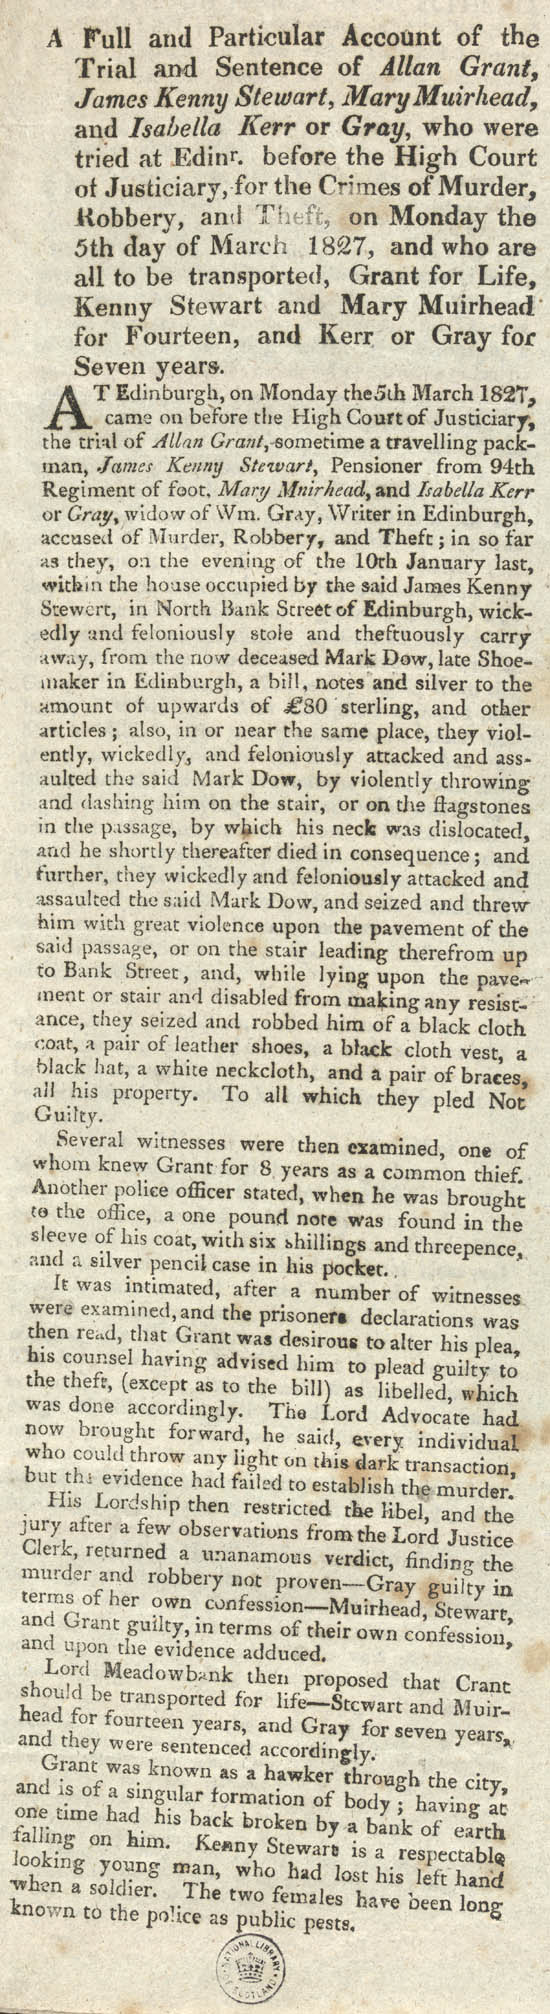 A Full and Particular Account of the
Trial and Sentence of Allan Grant,
James Kenny Stewart, Mary Muirhead,
and Isabella Kerr or Gray, who were
tried at Edinr. before the High Court
of Justiciary, for the Crimes of Murder,
Robbery, and Theft, on Monday the
5th day of March 1827, and who are
all to be transported, Grant for Life,
Kenny Stewart and Mary Muirhead
for Fourteen, and Kerr or Gray for
Seven years.
AT Edinburgh, on Monday the 5th March 1827,
came on before the High Court of Justiciary,
the trial of Allan Grant, sometime a travelling pack-
man, James Kenny Stewart, Pensioner from 94th
Regiment of foot, Mary Mnirhead, and Isabella Kerr
or Gray, widow of Wm. Gray, Writer in Edinburgh,
accused of Murder, Robbery, and Theft; in so far
as they, on the evening of the 10th January last,
within the house occupied by the said James Kenny
Stewert, in North Bank Street of Edinburgh, wick-
edly and feloniously stole and theftuously carry
away, from the now deceased Mark Dow, late Shoe-
maker in Edinburgh, a bill, notes and silver to the
amount of upwards of £80 sterling, and other
articles; also, in or near the same place, they viol-
ently, wickedly, and feloniously attacked and ass-
aulted the said Mark Dow, by violently throwing
and dashing him on the stair, or on the flagstones
in the passage, by which his neck was dislocated,
and he shortly thereafter died in consequence; and
further, they wickedly and feloniously attacked and
assaulted the said Mark Dow, and seized and threw
him with great violence upon the pavement of the
said passage, or on the stair leading therefrom up
to Bank Street, and, while lying upon the pave-
ment or stair and disabled from making any resist-
ance, they seized and robbed him of a black cloth
coat, a pair of leather shoes, a black cloth vest, a
black hat, a white neckcloth, and a pair of braces,
all his property. To all which they pled Not
Guilty.
Several witnesses were then examined, one of
whom knew Grant for 8 years as a common thief.
Another police officer stated, when he was brought
to the office, a one pound note was found in the
sleeve of his coat, with six shillings and threepence,
and a silver pencil case in his pocket.
It was intimated, after a number of witnesses
were examined, and the prisoners declarations was
then read, that Grant was desirous to alter his plea,
his counsel having advised him to plead guilty to
the theft, (except as to the bill) as libelled, which
was done accordingly. The Lord Advocate had
now brought forward, he said, every individual
who could throw any light on this dark transaction,
but the evidence had failed to establish the murder.
His Lordship then restricted the libel, and the
jury after a few observations from the Lord Justice
Clerk, returned a unanamous verdict, finding the
murder and robbery not proven—Gray guilty in
terms of her own confession—Muirhead, Stewart,
and Grant guilty, in terms of their own confession,
and upon the evidence adduced.
Lord Meadowbank then proposed that Crant
should be transported for life—Stewart and Muir-
head for fourteen years, and Gray for seven years,
and they were sentenced accordingly.
Grant was known as a hawker through the city,
and is of a singular formation of body; having at
one time had his back broken by a bank of earth
falling on him. Kenny Stewart is a respectable
looking young man, who had lost his left hand
when a soldier. The two females have been long
known to the police as public pests.
NATIONAL LIBRARY
OF SCOTLAND